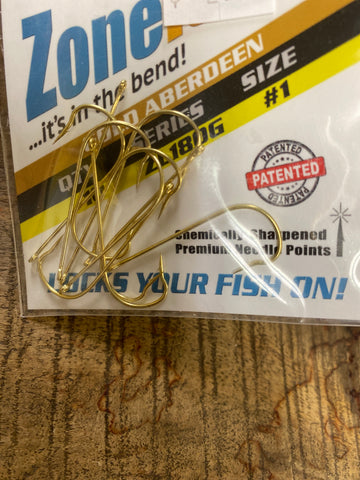 Zone
...it's in the bend!
ABERDEEN
SERIES SIZE
180G #1
PATENTED
PATENTED
PATENTED
Chemically Sharpened
Premium Needle Points
LOCKS YOUR FISH ON!